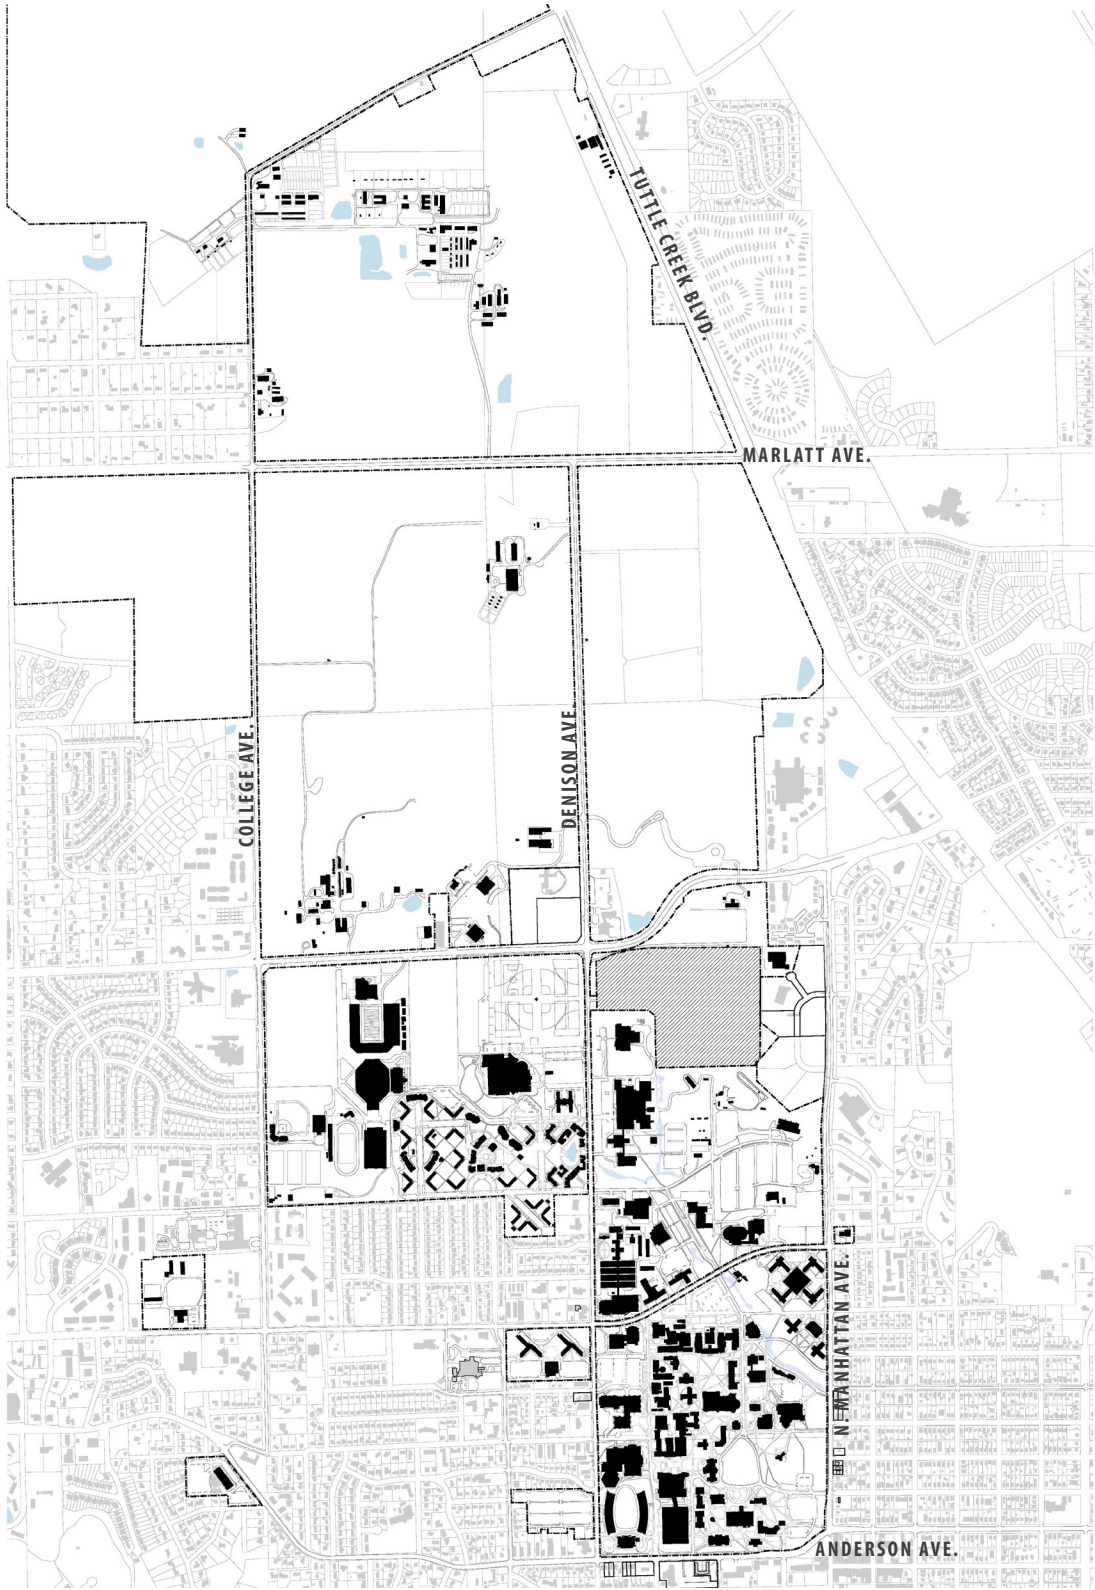 TUTTLE CREEK BLVD.
MARLATT AVE.
COLLEGE AVE.
DENISON AVE.
N. MANHATTAN AVE.
ANDERSON AVE.